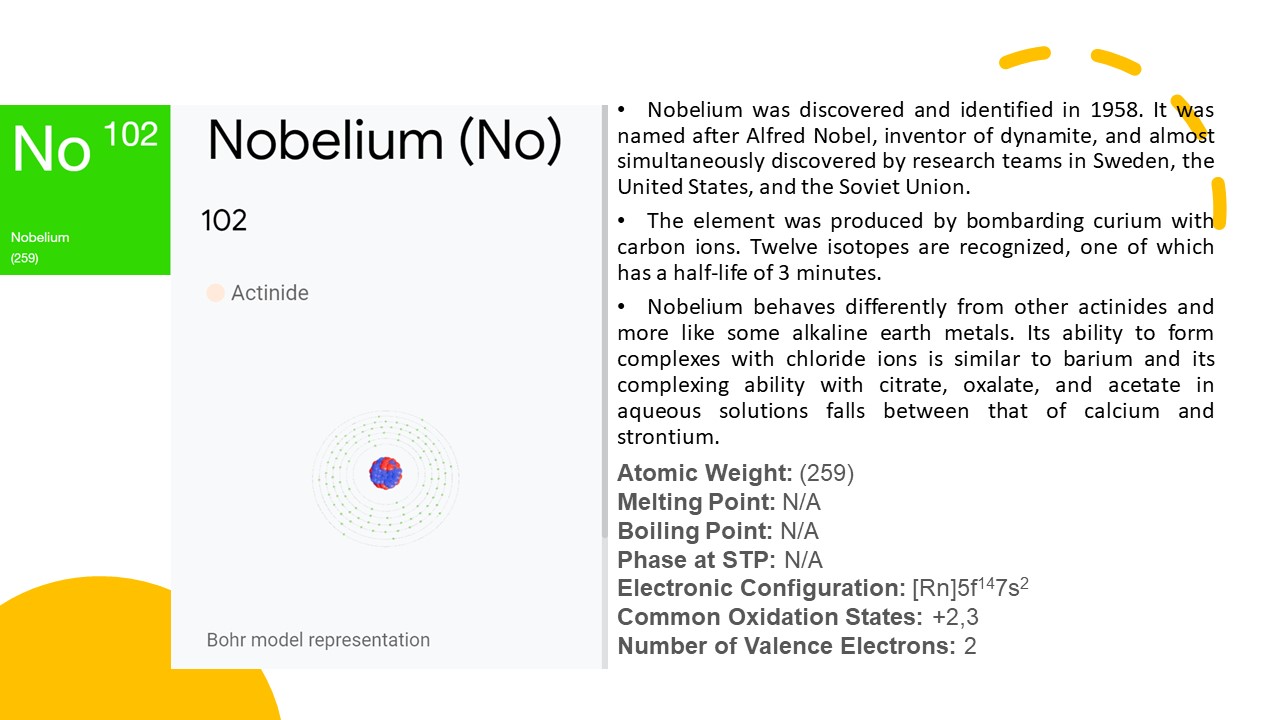 No 102
Nobelium
(259)
Nobelium (No)
102
Actinide
Bohr model representation
• Nobelium was discovered and identified in 1958. It was
named after Alfred Nobel, inventor of dynamite, and almost
simultaneously discovered by research teams in Sweden, the
United States, and the Soviet Union.
• The element was produced by bombarding curium with
carbon ions. Twelve isotopes are recognized, one of which
has a half-life of 3 minutes.
• Nobelium behaves differently from other actinides and
more like some alkaline earth metals. Its ability to form
complexes with chloride ions is similar to barium and its
complexing ability with citrate, oxalate, and acetate in
aqueous solutions falls between that of calcium and
strontium.
Atomic Weight: (259)
Melting Point: N/A
Boiling Point: N/A
Phase at STP: N/A
Electronic Configuration: [Rn]5f¹⁴7s²
Common Oxidation States: +2,3
Number of Valence Electrons: 2